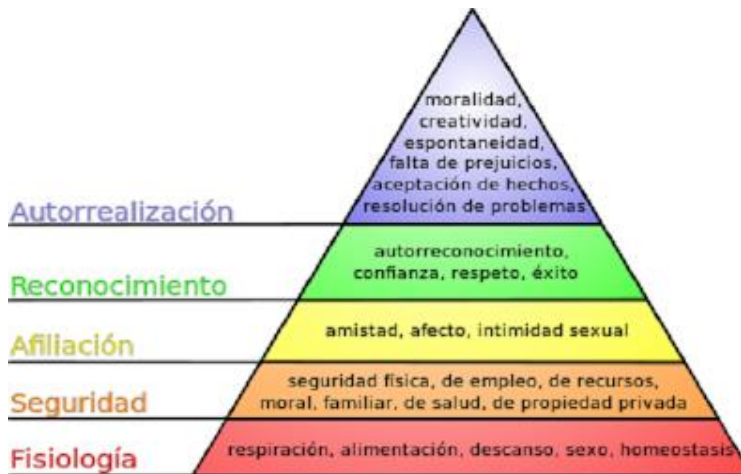 moralidad,
creatividad,
espontaneidad,
falta de prejuicios,
aceptación de hechos,
resolución de problemas
Autorrealización
autorreconocimiento,
confianza, respeto, éxito
Reconocimiento
amistad, afecto, intimidad sexual
Afiliación
seguridad física, de empleo, de recursos,
moral, familiar, de salud, de propiedad privada
Seguridad
respiración, alimentación, descanso, sexo, homeostasis
Fisiología